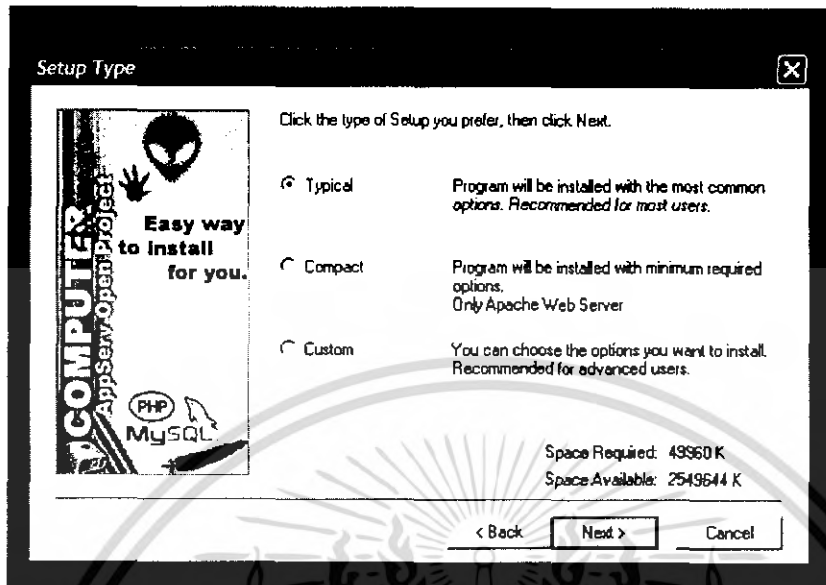 Setup Type
Click the type of Setup you prefer, then click Next.
Typical
Program will be installed with the most common
options. Recommended for most users.
Compact
Program will be installed with minimum required
options.
Only Apache Web Server
Custom
You can choose the options you want to install.
Recommended for advanced users.
COMPUTER
AppServ Open Project
Easy way
to install
for you.
PHP
MySQL
Space Required: 49960 K
Space Available: 2549644 K
< Back
Next >
Cancel